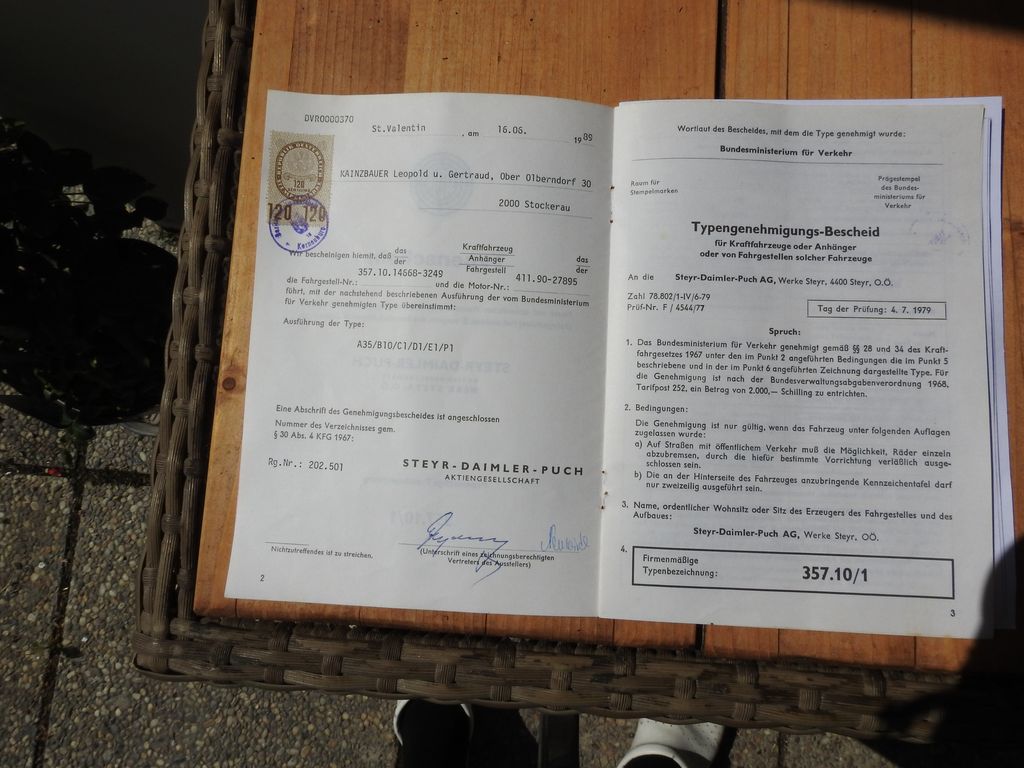 DVR0000370
St.Valentin , am 16.06. 1989
120
120 120
KAINZBAUER Leopold u. Gertraud, Ober Olberndorf 30
2000 Stockerau
Wir bescheinigen hiemit, daß das der Kraftfahrzeug Anhänger Fahrgestell das der
357.10.14668-3249 411.90-27895
die Fahrgestell-Nr.: und die Motor-Nr.:
führt, mit der nachstehend beschriebenen Ausführung der vom Bundesministerium
für Verkehr genehmigten Type übereinstimmt:
Ausführung der Type:
A35/B10/C1/D1/E1/P1
Eine Abschrift des Genehmigungsbescheides ist angeschlossen
Nummer des Verzeichnisses gem.
§ 30 Abs. 4 KFG 1967:
Rg.Nr.: 202.501
STEYR-DAIMLER-PUCH
AKTIENGESELLSCHAFT
Nichtzutreffendes ist zu streichen.
(Unterschrift eines zeichnungsberechtigten
Vertreters des Ausstellers)
2
Wortlaut des Bescheides, mit dem die Type genehmigt wurde:
Bundesministerium für Verkehr
Raum für
Stempelmarken
Prägestempel
des Bundes-
ministeriums für
Verkehr
Typengenehmigungs-Bescheid
für Kraftfahrzeuge oder Anhänger
oder von Fahrgestellen solcher Fahrzeuge
An die Steyr-Daimler-Puch AG, Werke Steyr, 4400 Steyr, O.Ö.
Zahl 78.802/1-IV/6-79
Prüf-Nr. F / 4544/77
Tag der Prüfung: 4. 7. 1979
Spruch:
1. Das Bundesministerium für Verkehr genehmigt gemäß §§ 28 und 34 des Kraft-
fahrgesetzes 1967 unter den im Punkt 2 angeführten Bedingungen die im Punkt 5
beschriebene und in der im Punkt 6 angeführten Zeichnung dargestellte Type. Für
die Genehmigung ist nach der Bundesverwaltungsabgabenverordnung 1968,
Tarifpost 252, ein Betrag von 2.000,— Schilling zu entrichten.
2. Bedingungen:
Die Genehmigung ist nur gültig, wenn das Fahrzeug unter folgenden Auflagen
zugelassen wurde:
a) Auf Straßen mit öffentlichem Verkehr muß die Möglichkeit, Räder einzeln
abzubremsen, durch die hiefür bestimmte Vorrichtung verläßlich ausge-
schlossen sein.
b) Die an der Hinterseite des Fahrzeuges anzubringende Kennzeichentafel darf
nur zweizeilig ausgeführt sein.
3. Name, ordentlicher Wohnsitz oder Sitz des Erzeugers des Fahrgestelles und des
Aufbaues:
Steyr-Daimler-Puch AG, Werke Steyr, OÖ.
4. Firmenmäßige
Typenbezeichnung: 357.10/1
3